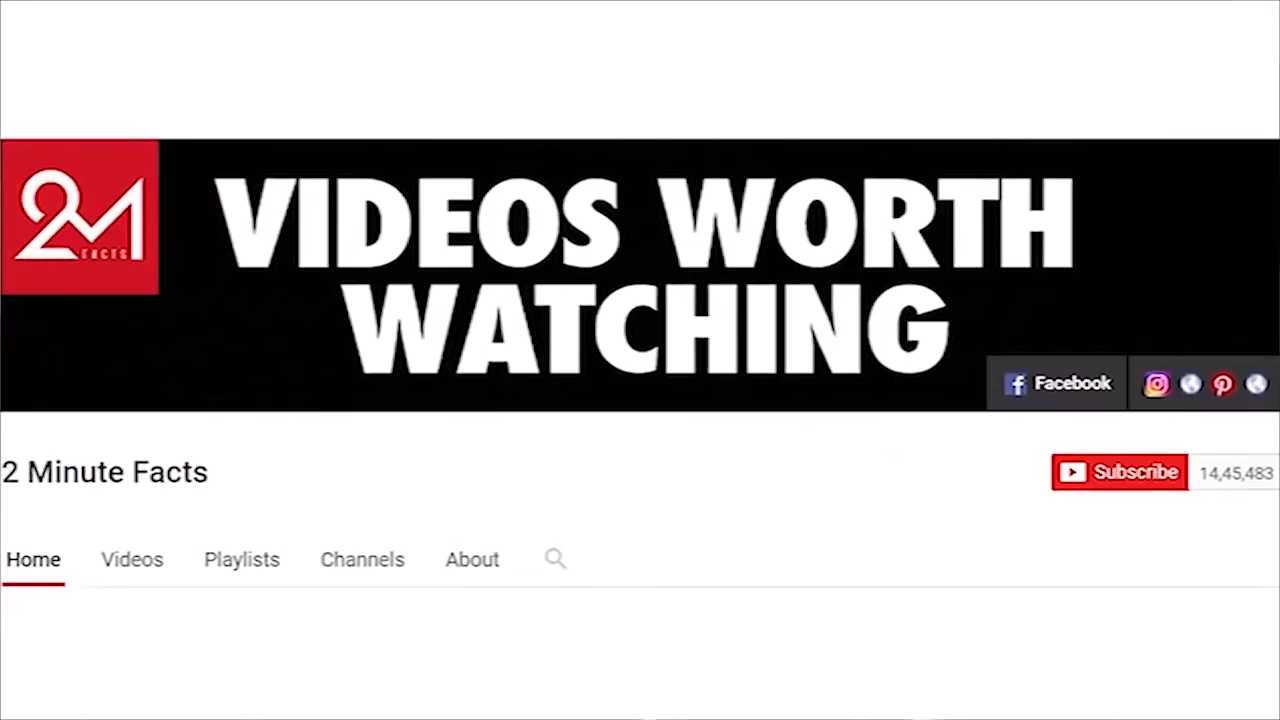 2M
FACTS
VIDEOS WORTH
WATCHING
Facebook
2 Minute Facts
Subscribe 14,45,483
Home Videos Playlists Channels About